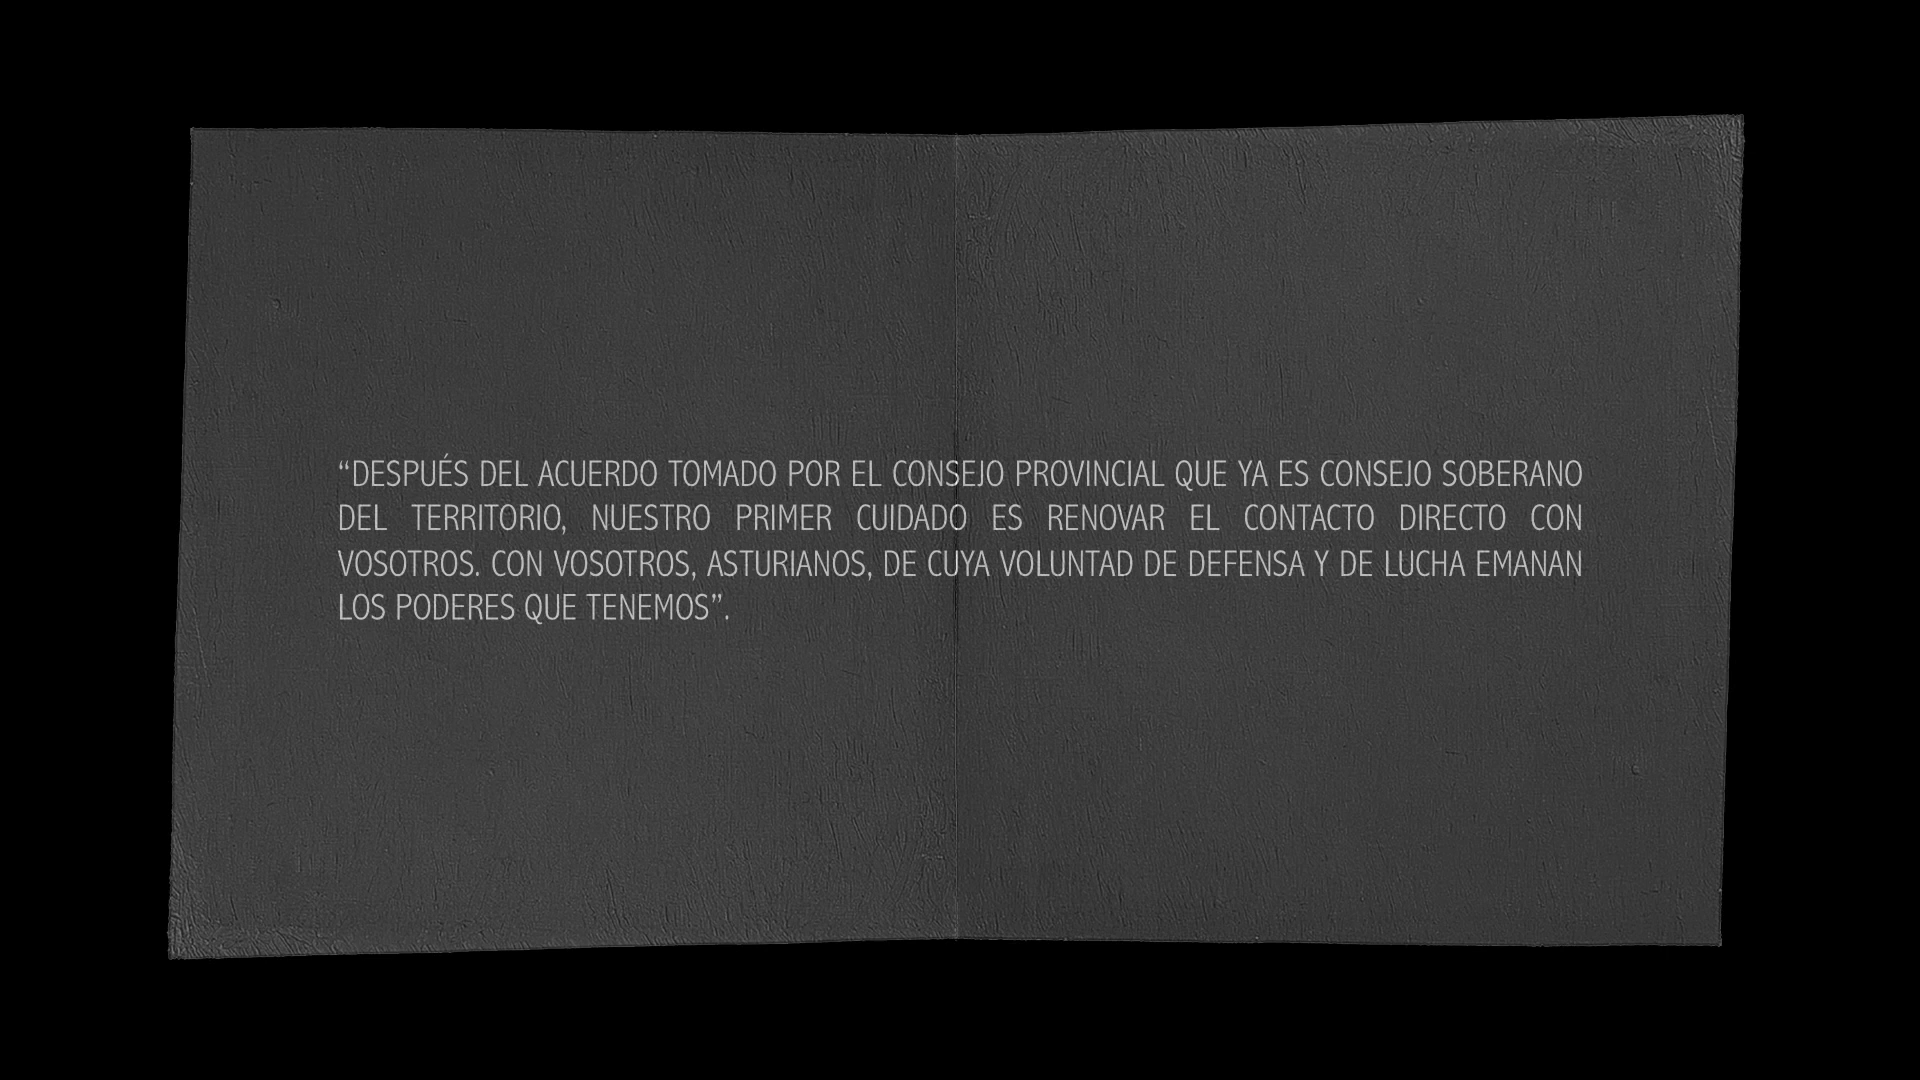 “DESPUÉS DEL ACUERDO TOMADO POR EL CONSEJO PROVINCIAL QUE YA ES CONSEJO SOBERANO
DEL TERRITORIO, NUESTRO PRIMER CUIDADO ES RENOVAR EL CONTACTO DIRECTO CON
VOSOTROS. CON VOSOTROS, ASTURIANOS, DE CUYA VOLUNTAD DE DEFENSA Y DE LUCHA EMANAN
LOS PODERES QUE TENEMOS”.